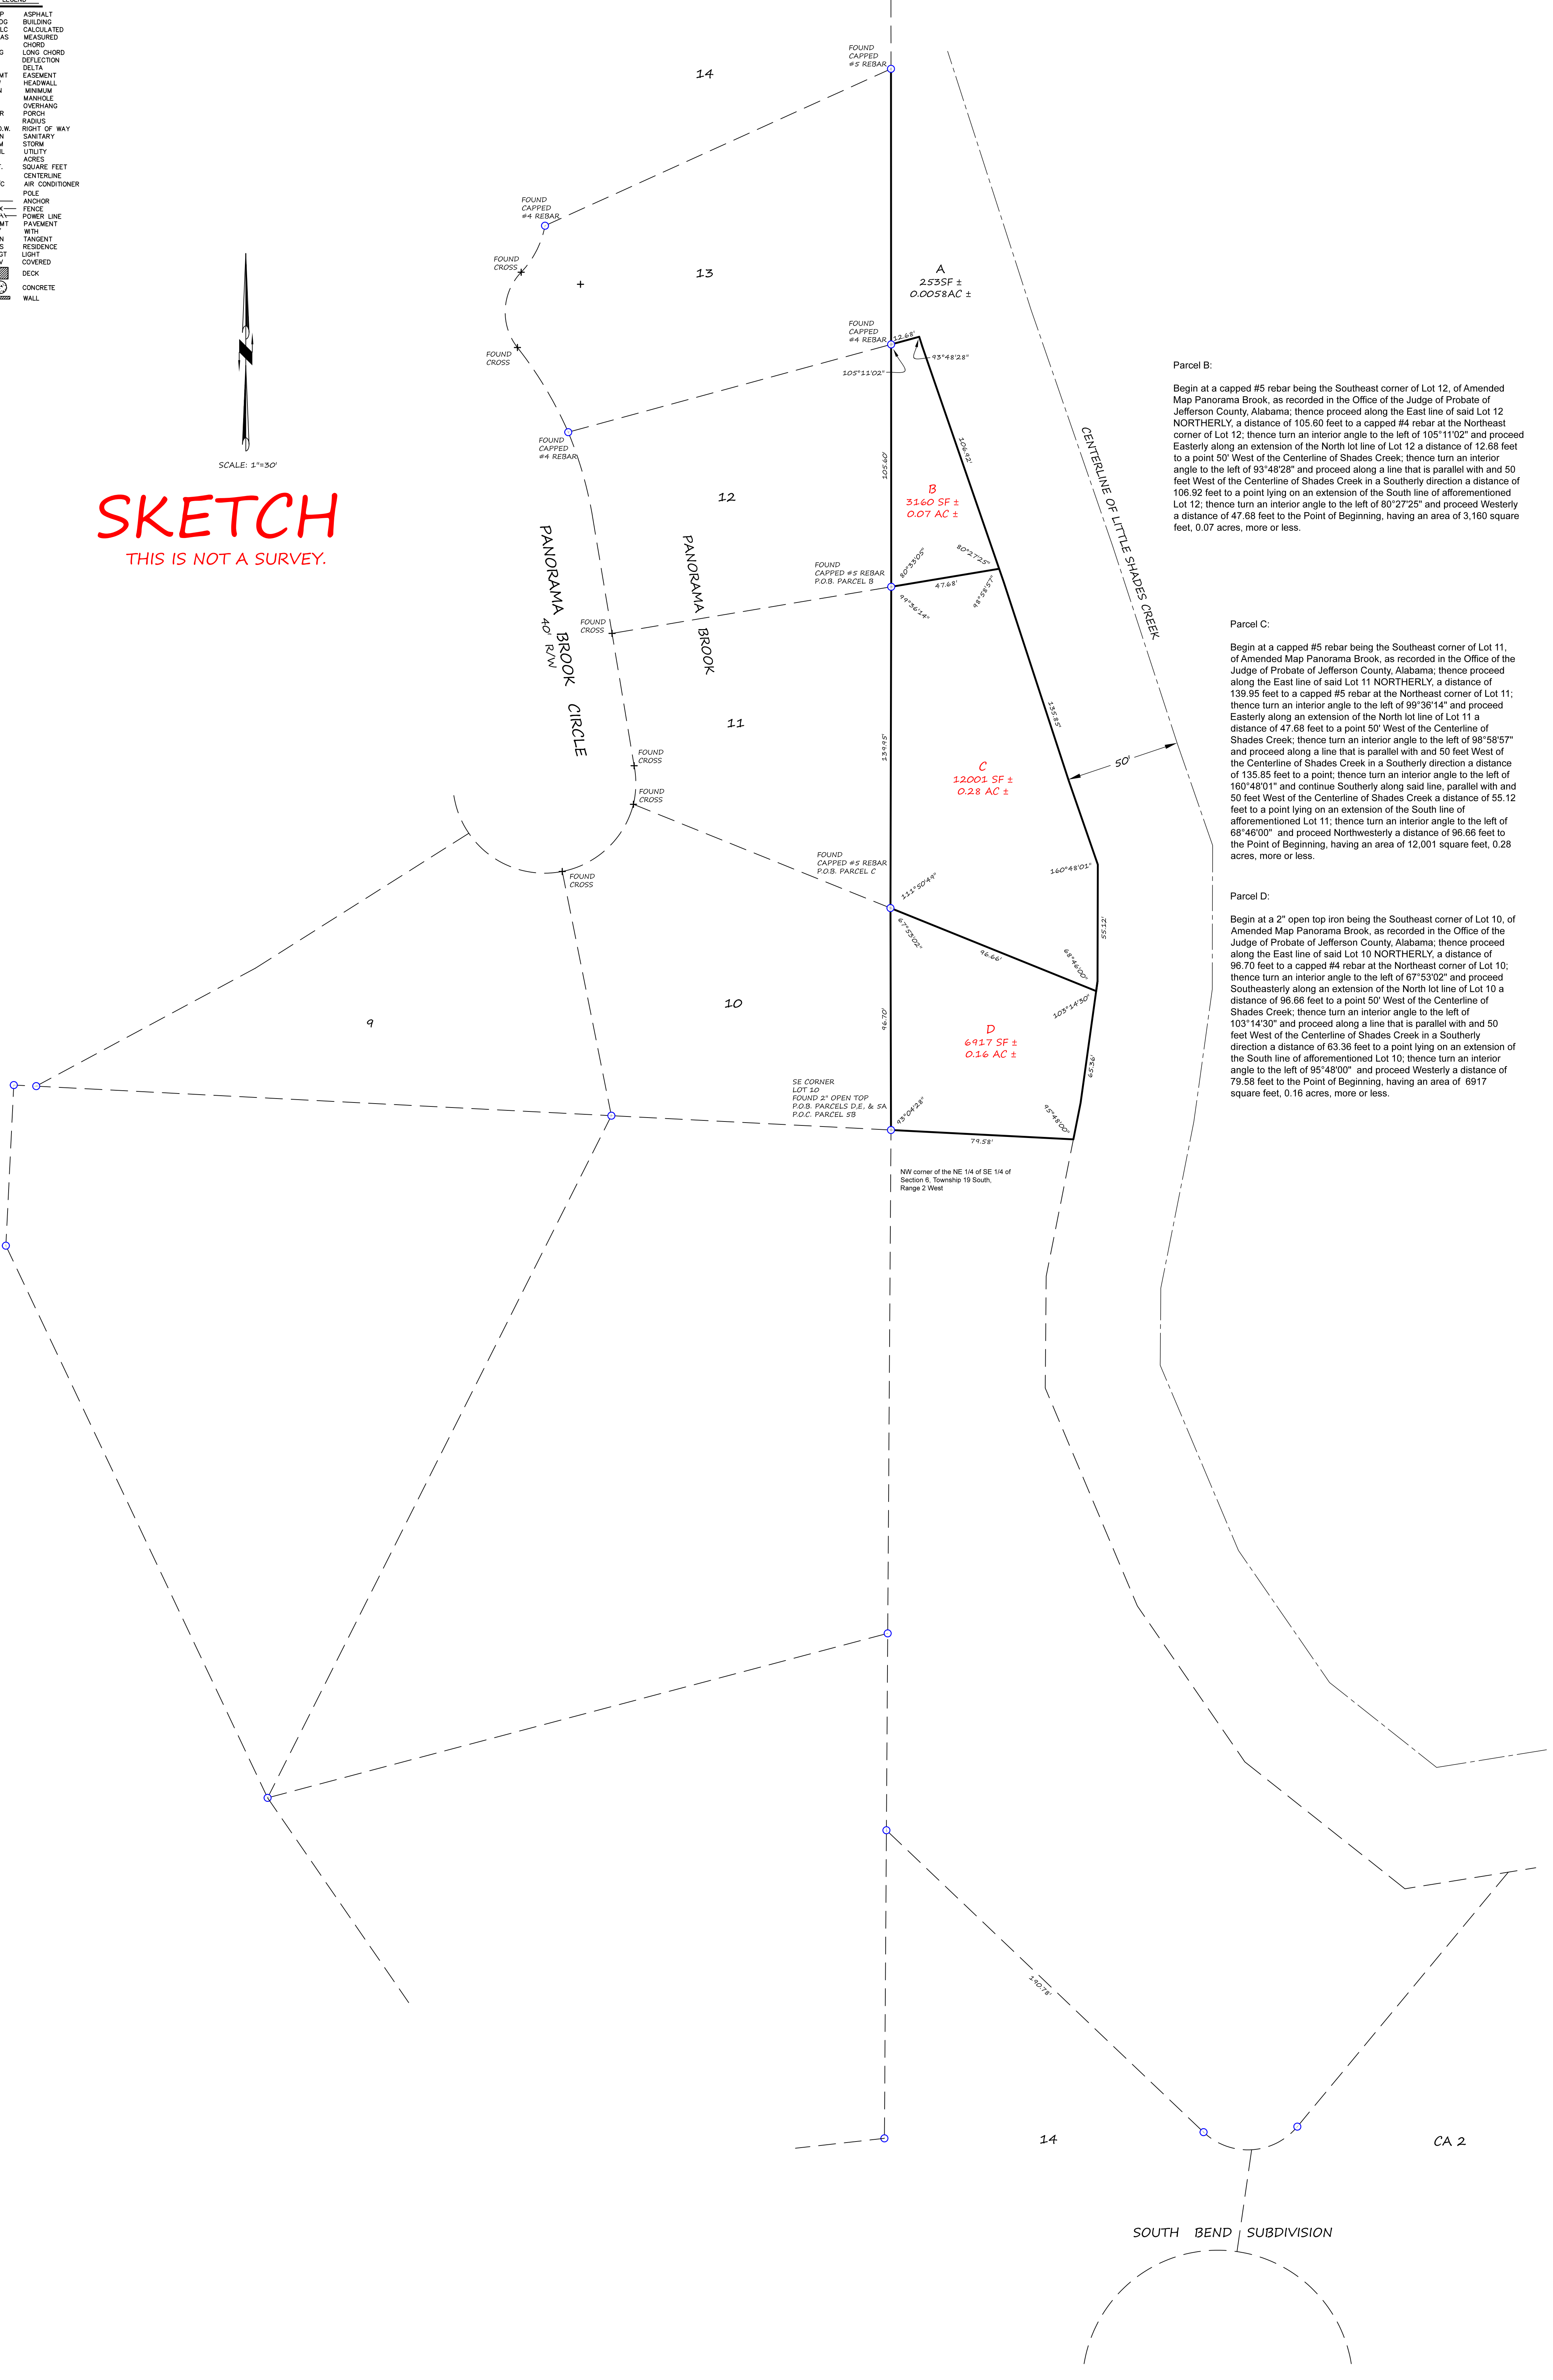 LEGEND
P ASPHALT
DG BUILDING
LC CALCULATED
AS MEASURED
CHORD
G LONG CHORD
DEFLECTION
DELTA
MT EASEMENT
HEADWALL
N MINIMUM
MANHOLE
OVERHANG
R PORCH
RADIUS
O.W. RIGHT OF WAY
N SANITARY
M STORM
IL UTILITY
ACRES
T. SQUARE FEET
CENTERLINE
C AIR CONDITIONER
POLE
ANCHOR
X FENCE
POWER LINE
MT PAVEMENT
WITH
N TANGENT
S RESIDENCE
GT LIGHT
V COVERED
DECK
CONCRETE
WALL
SCALE: 1"=30'
SKETCH
THIS IS NOT A SURVEY.
14
FOUND
CAPPED
#5 REBAR
FOUND
CAPPED
#4 REBAR
FOUND
CROSS
13
A
253SF ±
0.0058AC ±
FOUND
CAPPED
#4 REBAR
12.68'
FOUND
CROSS
93°48'28"
105°11'02"
FOUND
CAPPED
#4 REBAR
106.92'
105.60'
CENTERLINE OF LITTLE SHADES CREEK
12
B
3160 SF ±
0.07 AC ±
PANORAMA BROOK CIRCLE
40' R/W
PANORAMA BROOK
FOUND
CAPPED #5 REBAR
P.O.B. PARCEL B
80°33'05"
80°27'25"
47.68'
99°36'14"
98°58'57"
FOUND
CROSS
11
135.85'
139.95'
50'
FOUND
CROSS
FOUND
CROSS
C
12001 SF ±
0.28 AC ±
FOUND
CAPPED #5 REBAR
P.O.B. PARCEL C
FOUND
CROSS
111°50'49"
160°48'01"
67°53'02"
55.12'
96.66'
68°46'00"
103°14'30"
9
10
96.70'
D
6917 SF ±
0.16 AC ±
65.36'
SE CORNER
LOT 10
FOUND 2" OPEN TOP
P.O.B. PARCELS D,E, & 5A
P.O.C. PARCEL 5B
93°04'28"
95°48'00"
79.58'
NW corner of the NE 1/4 of SE 1/4 of
Section 6, Township 19 South,
Range 2 West
Parcel B:
Begin at a capped #5 rebar being the Southeast corner of Lot 12, of Amended
Map Panorama Brook, as recorded in the Office of the Judge of Probate of
Jefferson County, Alabama; thence proceed along the East line of said Lot 12
NORTHERLY, a distance of 105.60 feet to a capped #4 rebar at the Northeast
corner of Lot 12; thence turn an interior angle to the left of 105°11'02" and proceed
Easterly along an extension of the North lot line of Lot 12 a distance of 12.68 feet
to a point 50' West of the Centerline of Shades Creek; thence turn an interior
angle to the left of 93°48'28" and proceed along a line that is parallel with and 50
feet West of the Centerline of Shades Creek in a Southerly direction a distance of
106.92 feet to a point lying on an extension of the South line of afforementioned
Lot 12; thence turn an interior angle to the left of 80°27'25" and proceed Westerly
a distance of 47.68 feet to the Point of Beginning, having an area of 3,160 square
feet, 0.07 acres, more or less.
Parcel C:
Begin at a capped #5 rebar being the Southeast corner of Lot 11,
of Amended Map Panorama Brook, as recorded in the Office of the
Judge of Probate of Jefferson County, Alabama; thence proceed
along the East line of said Lot 11 NORTHERLY, a distance of
139.95 feet to a capped #5 rebar at the Northeast corner of Lot 11;
thence turn an interior angle to the left of 99°36'14" and proceed
Easterly along an extension of the North lot line of Lot 11 a
distance of 47.68 feet to a point 50' West of the Centerline of
Shades Creek; thence turn an interior angle to the left of 98°58'57"
and proceed along a line that is parallel with and 50 feet West of
the Centerline of Shades Creek in a Southerly direction a distance
of 135.85 feet to a point; thence turn an interior angle to the left of
160°48'01" and continue Southerly along said line, parallel with and
50 feet West of the Centerline of Shades Creek a distance of 55.12
feet to a point lying on an extension of the South line of
afforementioned Lot 11; thence turn an interior angle to the left of
68°46'00" and proceed Northwesterly a distance of 96.66 feet to
the Point of Beginning, having an area of 12,001 square feet, 0.28
acres, more or less.
Parcel D:
Begin at a 2" open top iron being the Southeast corner of Lot 10, of
Amended Map Panorama Brook, as recorded in the Office of the
Judge of Probate of Jefferson County, Alabama; thence proceed
along the East line of said Lot 10 NORTHERLY, a distance of
96.70 feet to a capped #4 rebar at the Northeast corner of Lot 10;
thence turn an interior angle to the left of 67°53'02" and proceed
Southeasterly along an extension of the North lot line of Lot 10 a
distance of 96.66 feet to a point 50' West of the Centerline of
Shades Creek; thence turn an interior angle to the left of
103°14'30" and proceed along a line that is parallel with and 50
feet West of the Centerline of Shades Creek in a Southerly
direction a distance of 63.36 feet to a point lying on an extension of
the South line of afforementioned Lot 10; thence turn an interior
angle to the left of 95°48'00" and proceed Westerly a distance of
79.58 feet to the Point of Beginning, having an area of 6917
square feet, 0.16 acres, more or less.
190.78'
14
CA 2
SOUTH BEND SUBDIVISION